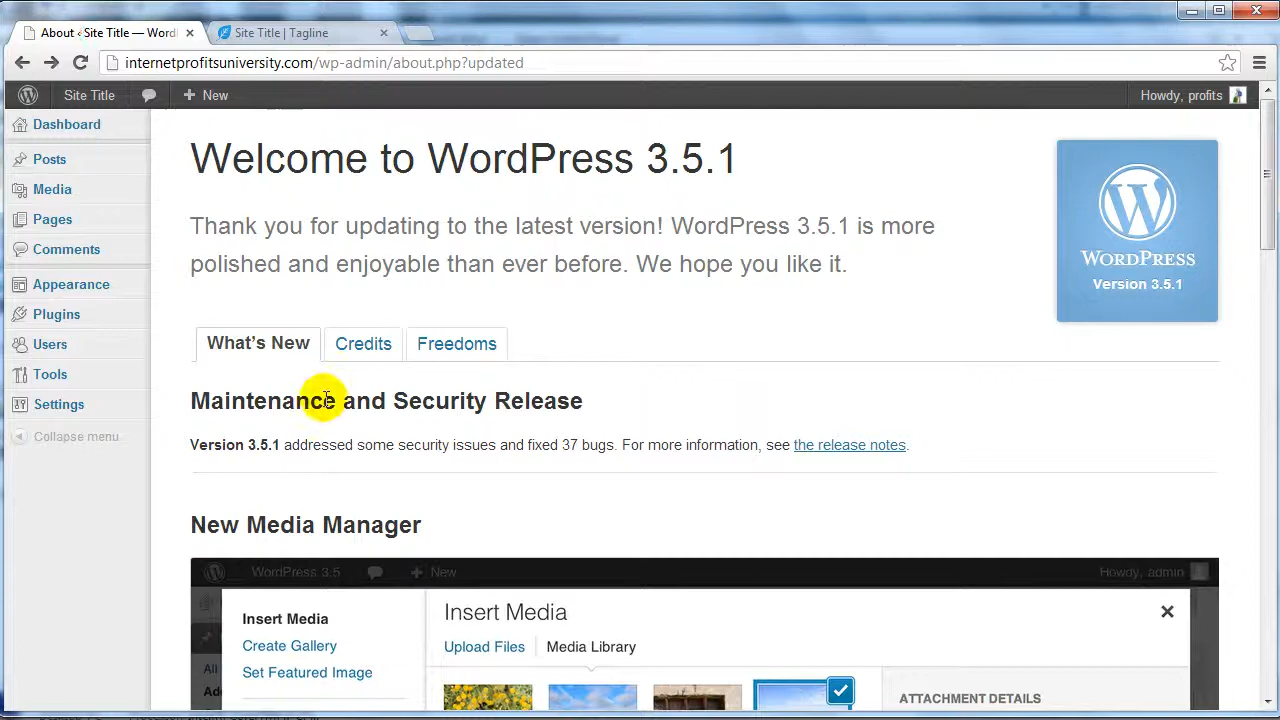 About ‹ Site Title — Word
Site Title | Tagline
internetprofitsuniversity.com/wp-admin/about.php?updated
Site Title
New
Howdy, profits
Dashboard
Posts
Media
Pages
Comments
Appearance
Plugins
Users
Tools
Settings
Collapse menu
Welcome to WordPress 3.5.1
Thank you for updating to the latest version! WordPress 3.5.1 is more
polished and enjoyable than ever before. We hope you like it.
WORDPRESS
Version 3.5.1
What's New
Credits
Freedoms
Maintenance and Security Release
Version 3.5.1 addressed some security issues and fixed 37 bugs. For more information, see the release notes.
New Media Manager
WordPress 3.5
New
Howdy, admin
Insert Media
Create Gallery
Set Featured Image
All
Insert Media
Upload Files
Media Library
ATTACHMENT DETAILS